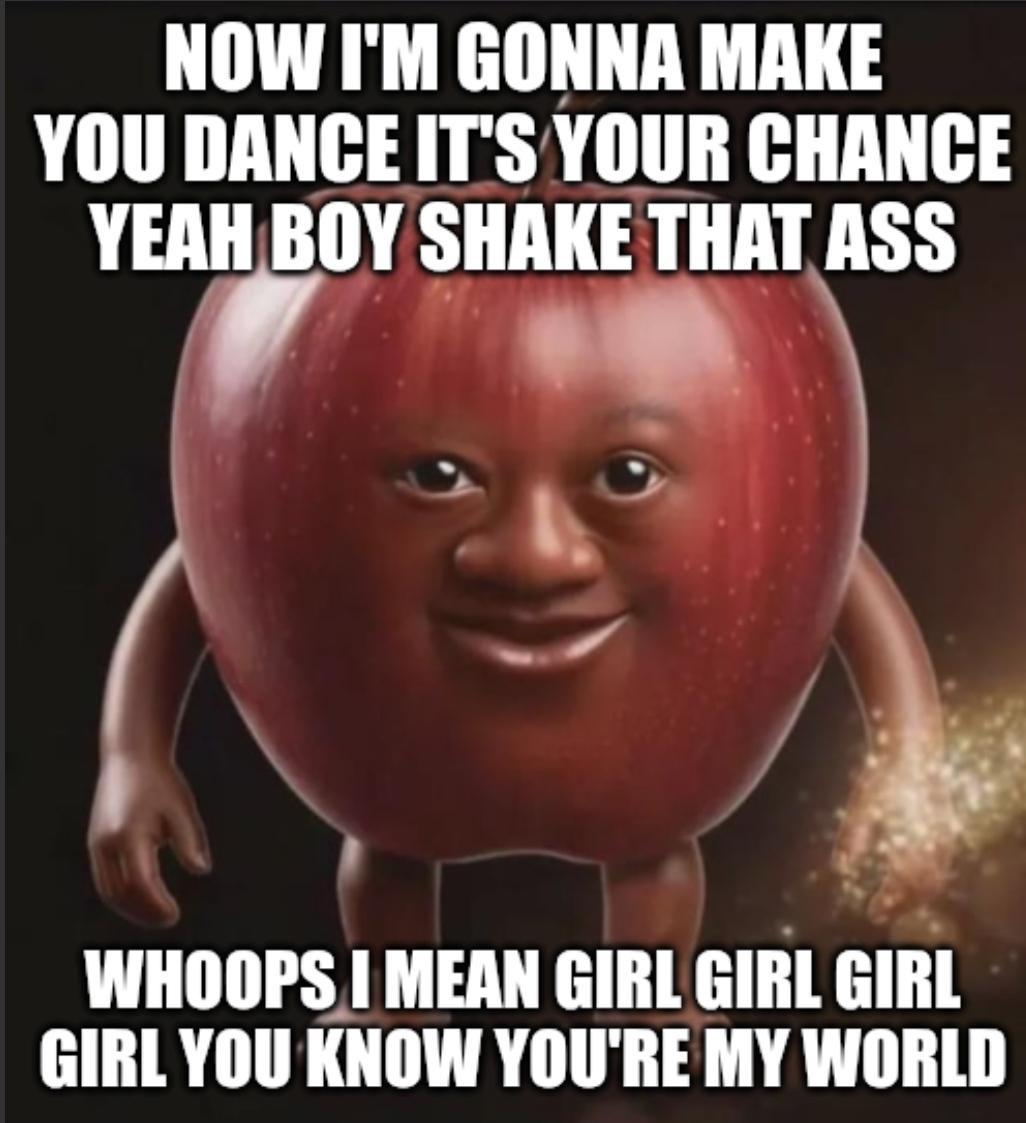 NOW I'M GONNA MAKE
YOU DANCE IT'S YOUR CHANCE
YEAH BOY SHAKE THAT ASS
WHOOPS I MEAN GIRL GIRL GIRL
GIRL YOU KNOW YOU'RE MY WORLD